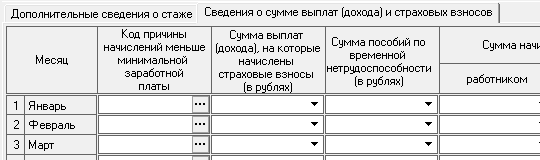 Дополнительные сведения о стаже
Сведения о сумме выплат (дохода) и страховых взносов
Месяц
Код причины
начислений меньше
минимальной
заработной
платы
Сумма выплат
(дохода), на которые
начислены
страховые взносы
(в рублях)
Сумма пособий по
временной
нетрудоспособности
(в рублях)
Сумма начи
работником
1 Январь
2 Февраль
3 Март